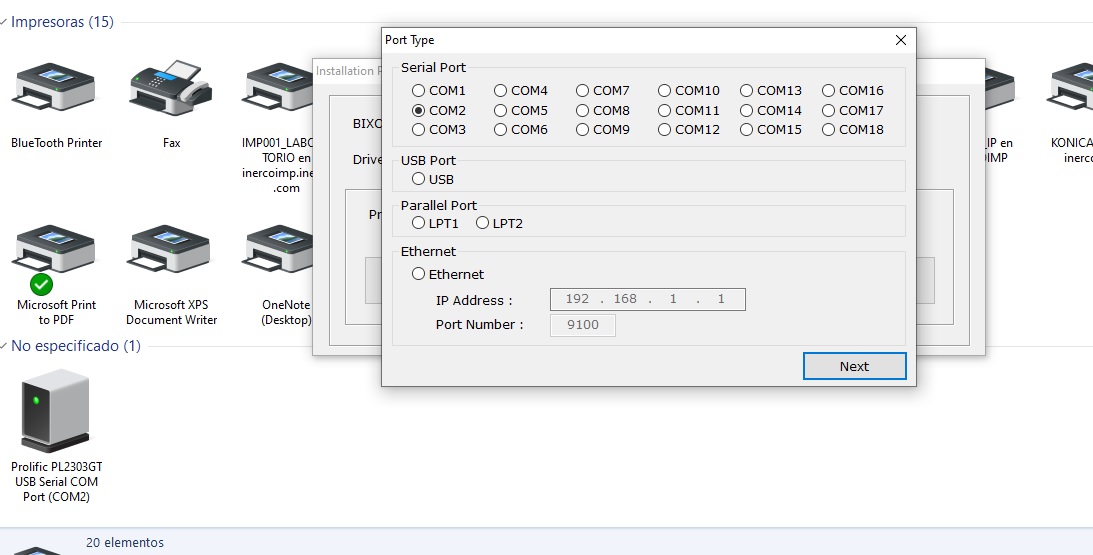 Impresoras (15)
BlueTooth Printer
Fax
IMP001_LABO
TORIO en
inercoimp.ine
.com
_IP en
IMP
KONICA
inerco
Microsoft Print
to PDF
Microsoft XPS
Document Writer
OneNote
(Desktop)
No especificado (1)
Prolific PL2303GT
USB Serial COM
Port (COM2)
20 elementos
Installation P
BIXO
Drive
Pr
Port Type
Serial Port
COM1 COM4 COM7 COM10 COM13 COM16
COM2 COM5 COM8 COM11 COM14 COM17
COM3 COM6 COM9 COM12 COM15 COM18
USB Port
USB
Parallel Port
LPT1 LPT2
Ethernet
Ethernet
IP Address : 192 . 168 . 1 . 1
Port Number : 9100
Next